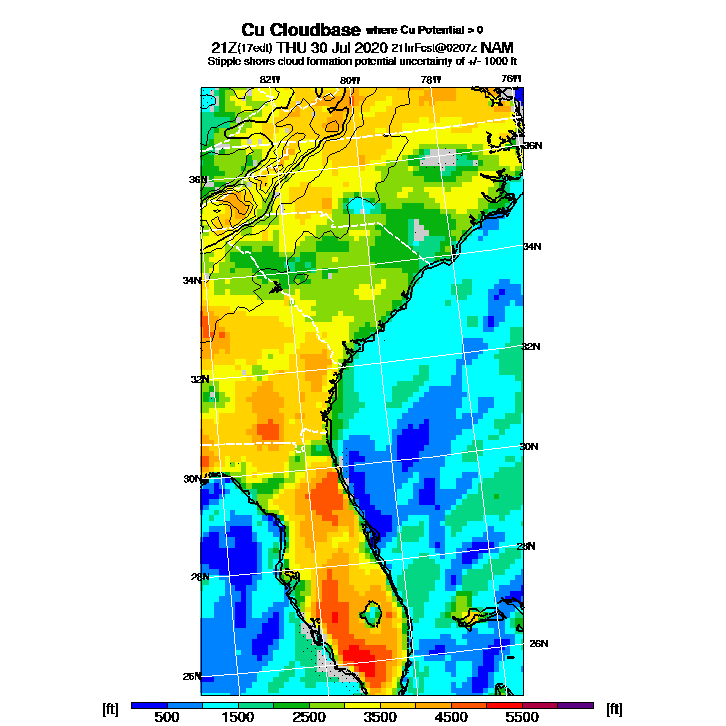 Cu Cloudbase where Cu Potential > 0
21Z(17edt) THU 30 Jul 2020 21hrFcst@0207z NAM
Stipple shows cloud formation potential uncertainty of +/- 1000 ft
82W 80W 78W 76W
36N
36N
34N
34N
32N
32N
30N
30N
28N
28N
26N
26N
[ft] 500 1500 2500 3500 4500 5500 [ft]